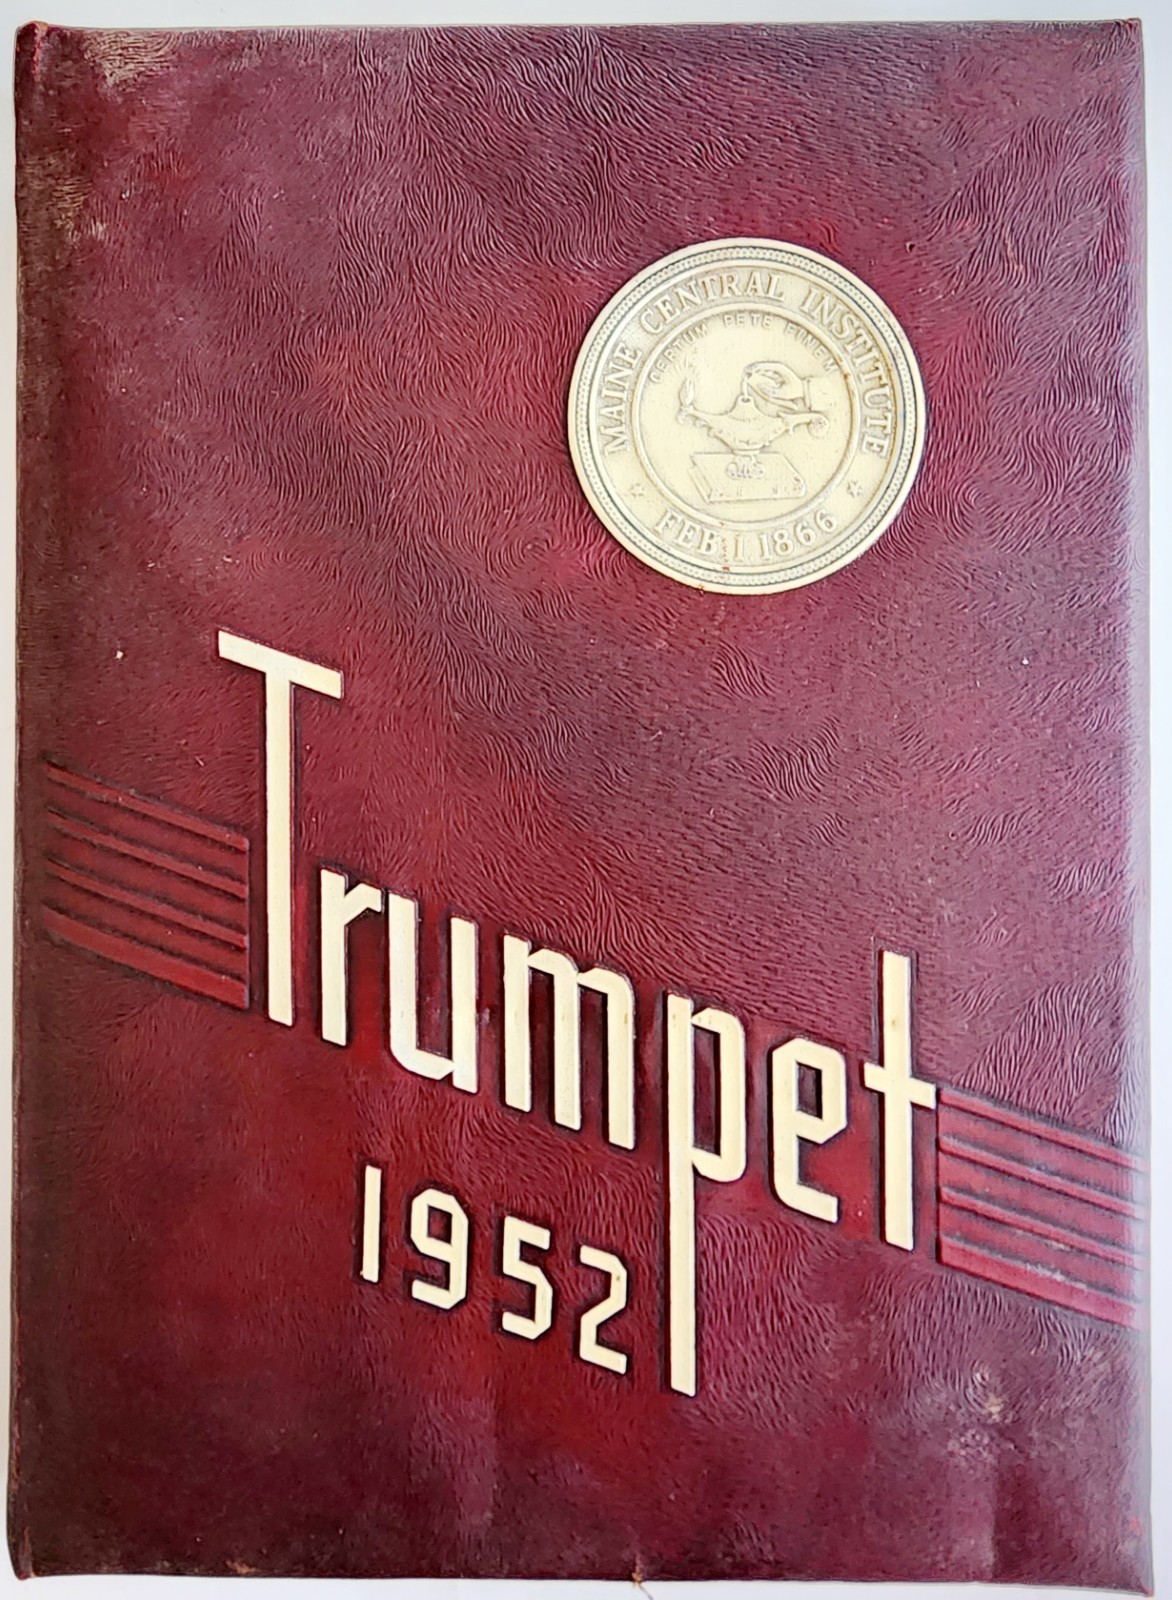 MAINE CENTRAL INSTITUTE
CERTUM PETE FINEM
FEB. 1. 1866
Trumpet
1952